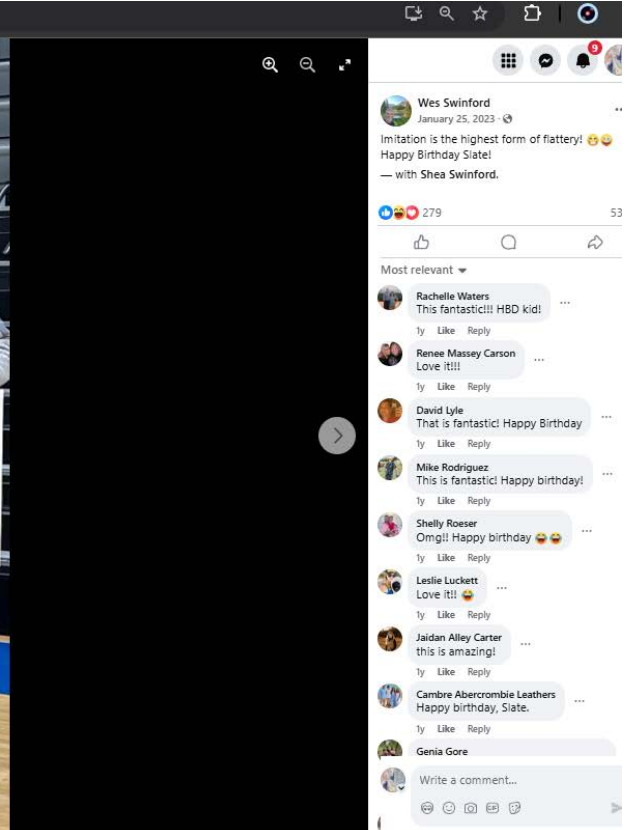 9
Wes Swinford
January 25, 2023 ·
Imitation is the highest form of flattery! 😁😄
Happy Birthday Slate!
— with Shea Swinford.
279
53
Most relevant
Rachelle Waters
This fantastic!!! HBD kid!
1y Like Reply
Renee Massey Carson
Love it!!!
1y Like Reply
David Lyle
That is fantastic! Happy Birthday
1y Like Reply
Mike Rodriguez
This is fantastic! Happy birthday!
1y Like Reply
Shelly Roeser
Omg!! Happy birthday 😂😂
1y Like Reply
Leslie Luckett
Love it!! 😂
1y Like Reply
Jaidan Alley Carter
this is amazing!
1y Like Reply
Cambre Abercrombie Leathers
Happy birthday, Slate.
1y Like Reply
Genia Gore
Write a comment...
GIF